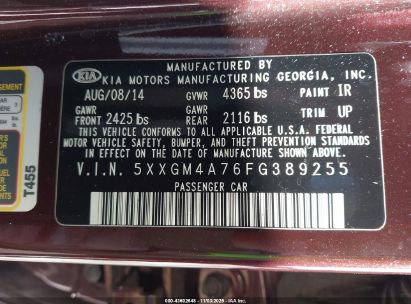 MANUFACTURED BY
KIA KIA MOTORS MANUFACTURING GEORGIA, INC.
AUG/08/14 GVWR 4365 lbs PAINT 1R
GAWR FRONT 2425 lbs GAWR REAR 2116 lbs TRIM UP
THIS VEHICLE CONFORMS TO ALL APPLICABLE U.S.A. FEDERAL
MOTOR VEHICLE SAFETY, BUMPER, AND THEFT PREVENTION
STANDARDS IN EFFECT ON THE DATE OF MANUFACTURE SHOWN ABOVE.
V.I.N. 5XXGM4A76FG389255
PASSENGER CAR
T455